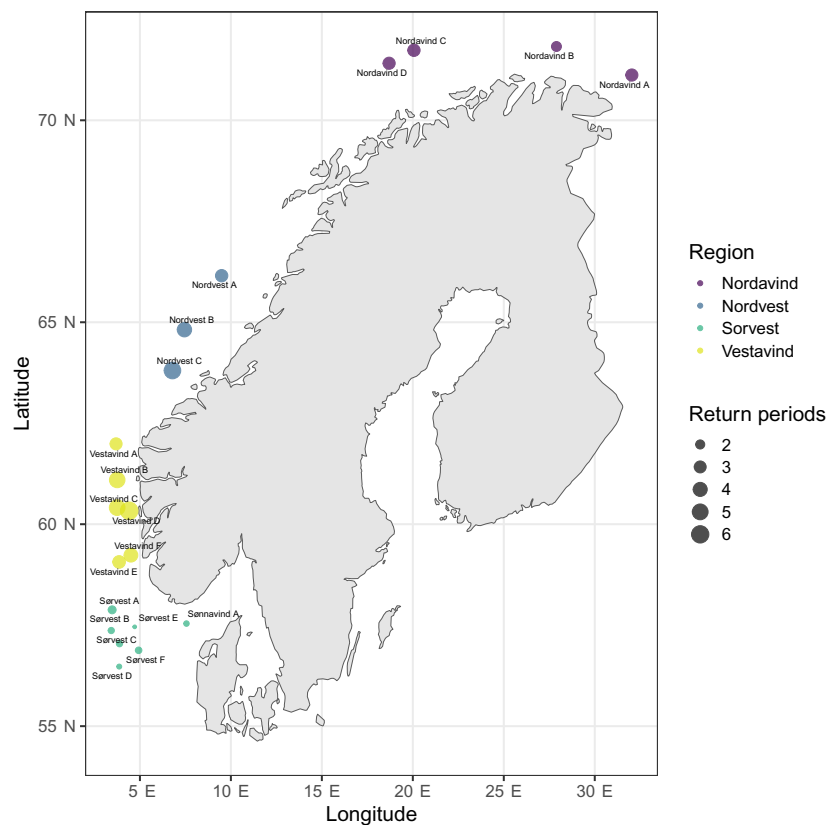 Nordavind C
Nordavind B
Nordavind D
Nordavind A
70 N
Nordvest A
Nordvest B
65 N
Nordvest C
Vestavind A
Vestavind B
Vestavind C
Vestavind D
60 N
Vestavind F
Vestavind E
Sørvest A
Sørvest B
Sørvest E
Sønnavind A
Sørvest C
Sørvest F
Sørvest D
55 N
5 E
10 E
15 E
20 E
25 E
30 E
Longitude
Latitude
Region
Nordavind
Nordvest
Sorvest
Vestavind
Return periods
2
3
4
5
6